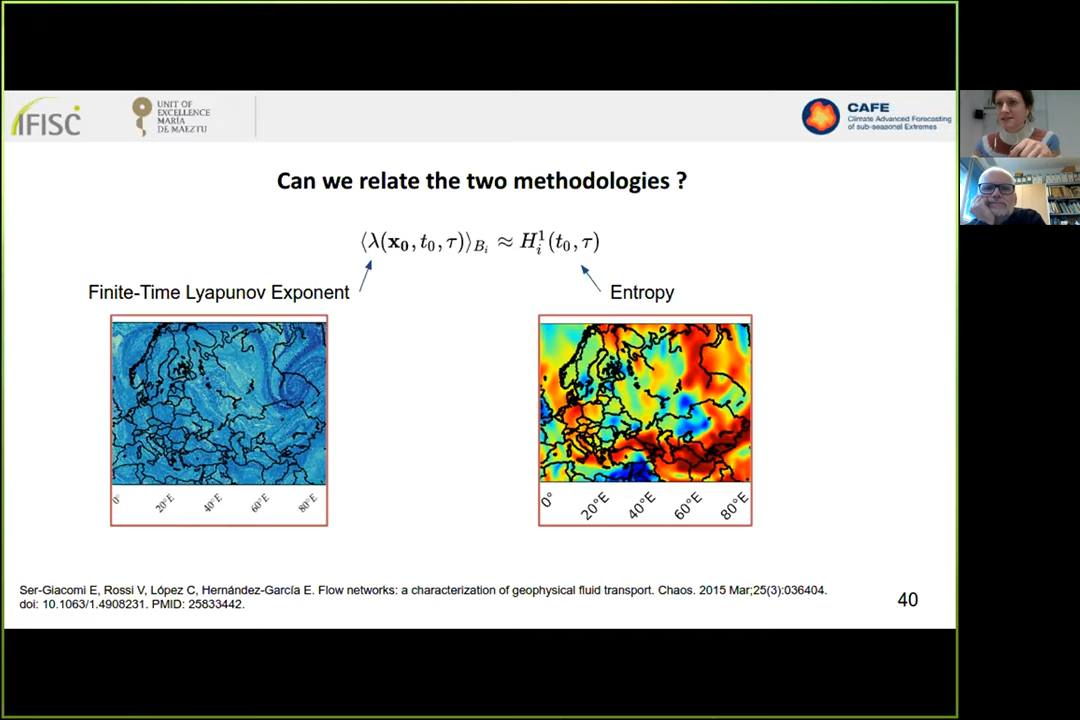 IFISC
UNIT OF
EXCELLENCE
MARÍA
DE MAEZTU
CAFE
Climate Advanced Forecasting
of sub-seasonal Extremes
Can we relate the two methodologies ?
⟨λ(x₀, t₀, τ)⟩_{B_i} ≈ H_i^1(t₀, τ)
Finite-Time Lyapunov Exponent
Entropy
0° 20°E 40°E 60°E 80°E
0° 20°E 40°E 60°E 80°E
Ser-Giacomi E, Rossi V, López C, Hernández-García E. Flow networks: a characterization of geophysical fluid transport. Chaos. 2015 Mar;25(3):036404.
doi: 10.1063/1.4908231. PMID: 25833442.
40